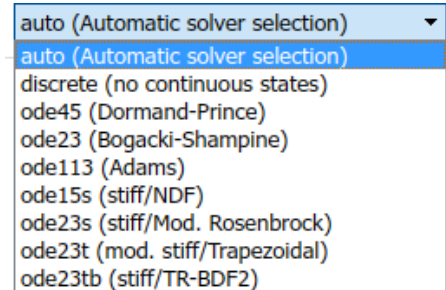 auto (Automatic solver selection)
auto (Automatic solver selection)
discrete (no continuous states)
ode45 (Dormand-Prince)
ode23 (Bogacki-Shampine)
ode113 (Adams)
ode15s (stiff/NDF)
ode23s (stiff/Mod. Rosenbrock)
ode23t (mod. stiff/Trapezoidal)
ode23tb (stiff/TR-BDF2)